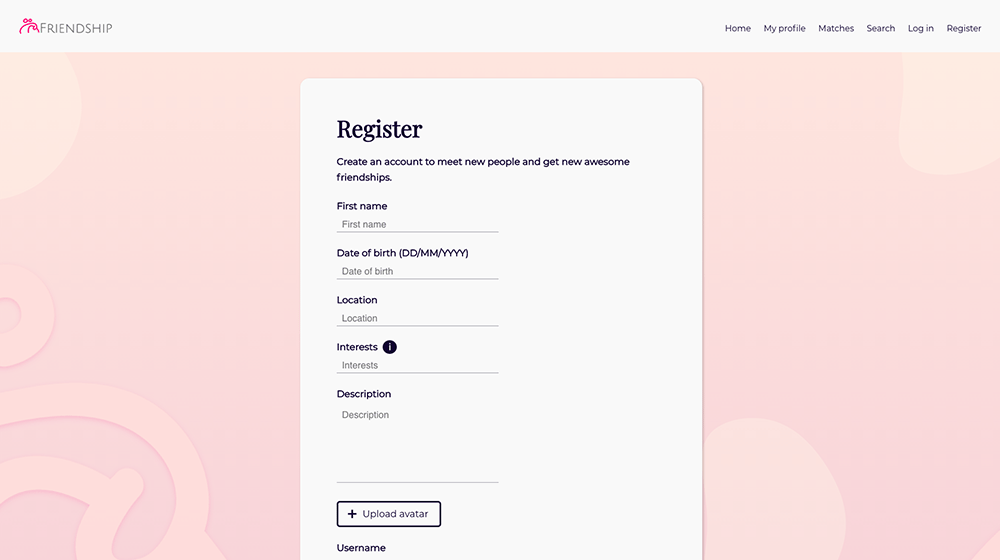 FRIENDSHIP
Home My profile Matches Search Log in Register
Register
Create an account to meet new people and get new awesome
friendships.
First name
First name
Date of birth (DD/MM/YYYY)
Date of birth
Location
Location
Interests i
Interests
Description
Description
+ Upload avatar
Username